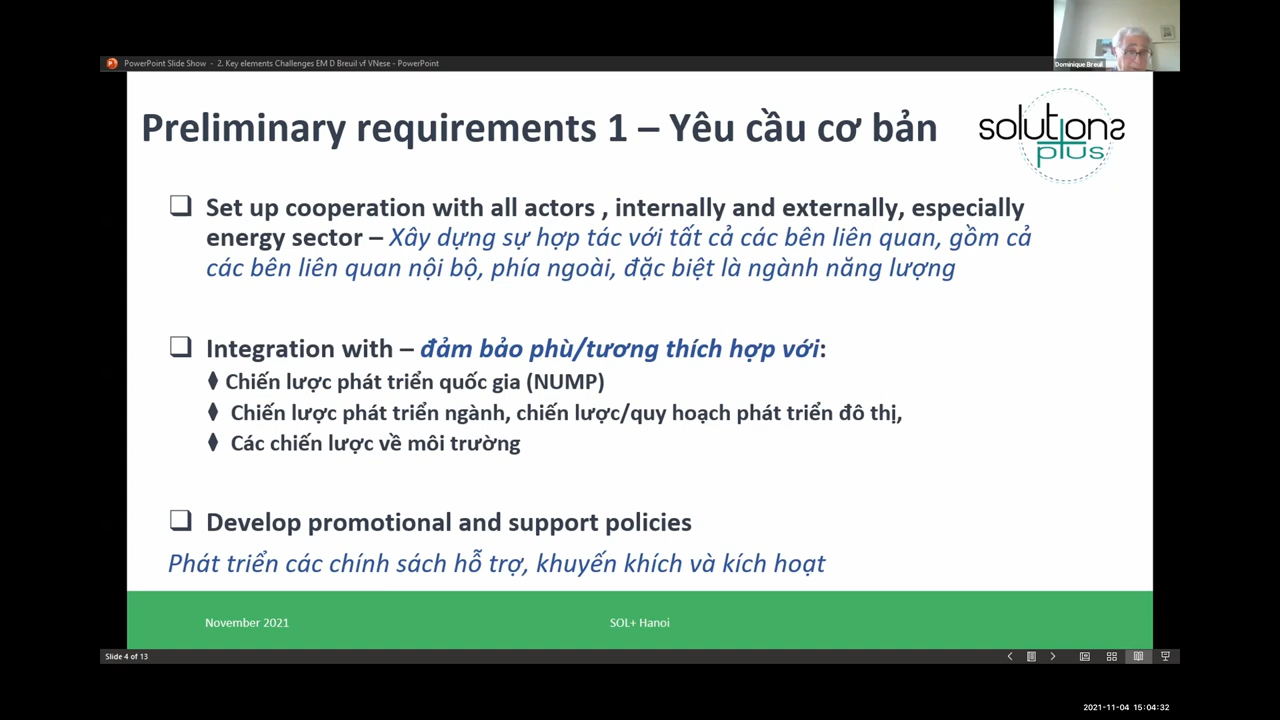 PowerPoint Slide Show - 2. Key elements Challenges EM D Breuil vf VNese - PowerPoint
Dominique Breuil
Preliminary requirements 1 – Yêu cầu cơ bản
solutions
plus
❑ Set up cooperation with all actors , internally and externally, especially
energy sector – Xây dựng sự hợp tác với tất cả các bên liên quan, gồm cả
các bên liên quan nội bộ, phía ngoài, đặc biệt là ngành năng lượng
❑ Integration with – đảm bảo phù/tương thích hợp với:
♦ Chiến lược phát triển quốc gia (NUMP)
♦ Chiến lược phát triển ngành, chiến lược/quy hoạch phát triển đô thị,
♦ Các chiến lược về môi trường
❑ Develop promotional and support policies
Phát triển các chính sách hỗ trợ, khuyến khích và kích hoạt
November 2021
SOL+ Hanoi
Slide 4 of 13
2021-11-04 15:04:32